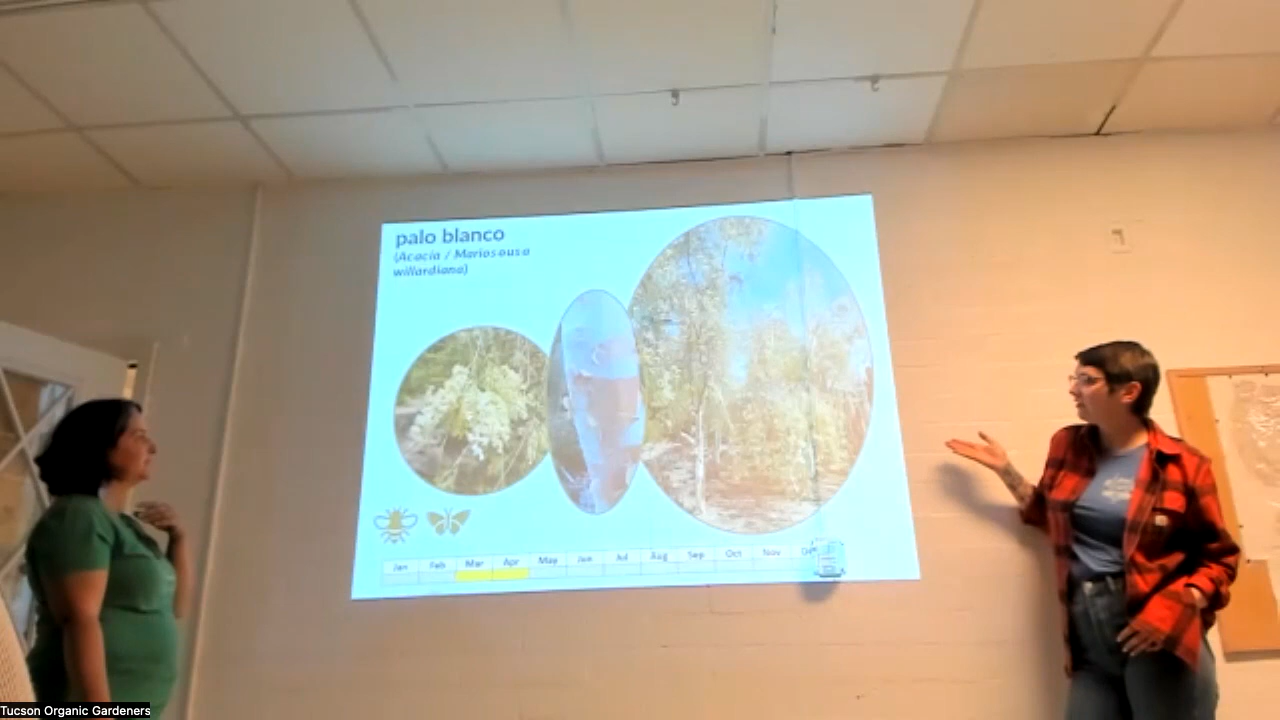 palo blanco
(Acacia / Mariosousa
willardiana)
Jan Feb Mar Apr May Jun Jul Aug Sep Oct Nov
Tucson Organic Gardeners